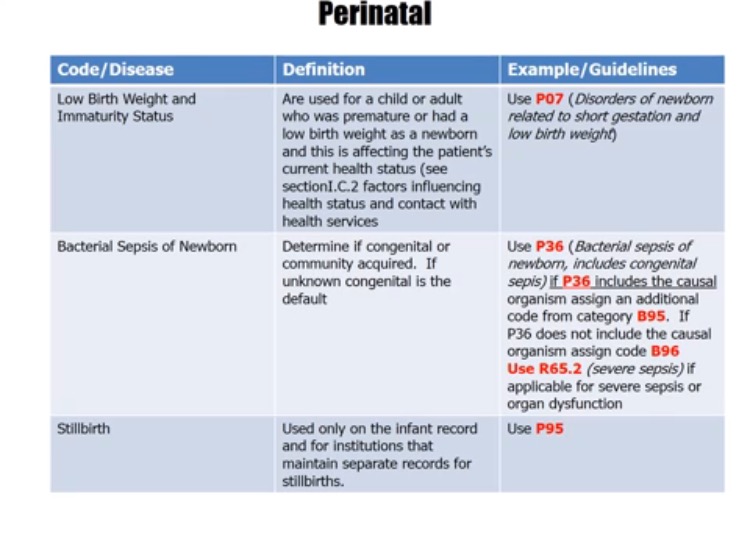 Perinatal
Code/Disease
Definition
Example/Guidelines
Low Birth Weight and
Immaturity Status
Are used for a child or adult
who was premature or had a
low birth weight as a newborn
and this is affecting the patient's
current health status (see
sectionI.C.2 factors influencing
health status and contact with
health services
Use P07 (Disorders of newborn
related to short gestation and
low birth weight)
Bacterial Sepsis of Newborn
Determine if congenital or
community acquired. If
unknown congenital is the
default
Use P36 (Bacterial sepsis of
newborn, includes congenital
sepis) if P36 includes the causal
organism assign an additional
code from category B95. If
P36 does not include the causal
organism assign code B96
Use R65.2 (severe sepsis) if
applicable for severe sepsis or
organ dysfunction
Stillbirth
Used only on the infant record
and for institutions that
maintain separate records for
stillbirths.
Use P95